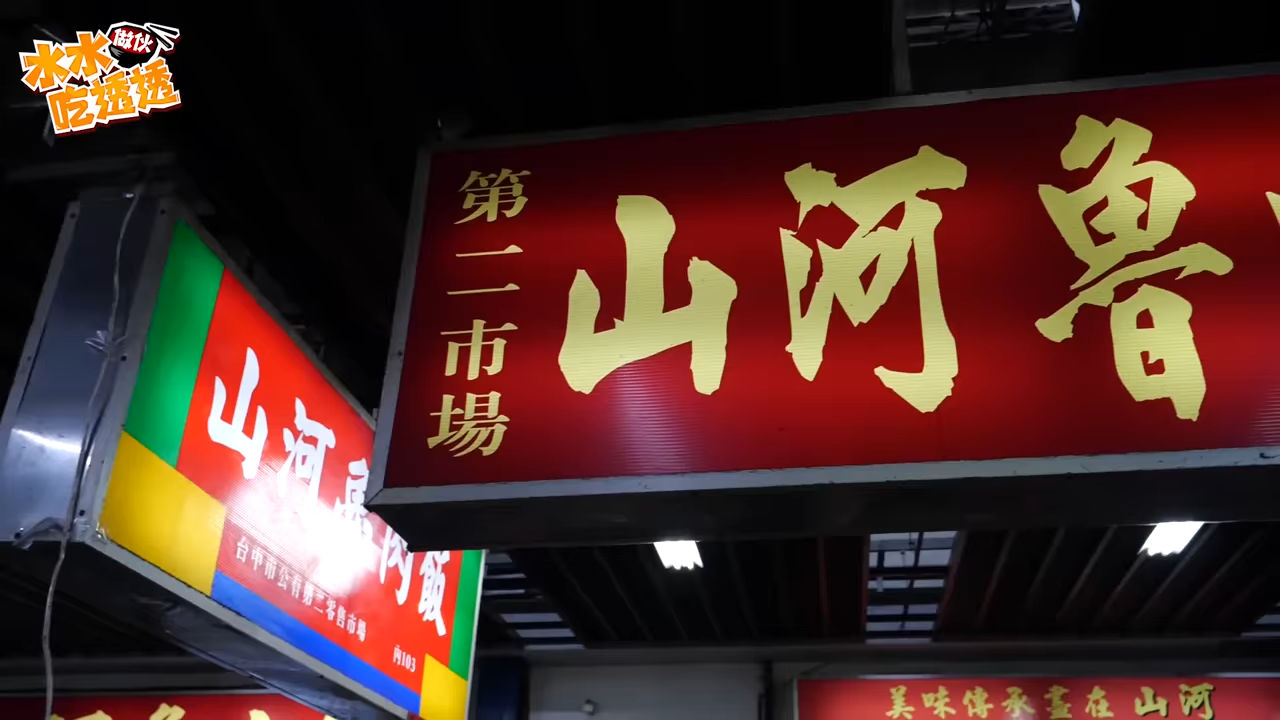 做伙
水水
吃透透
第二市場
山河魯
山河魯肉飯
台中市公有第二零售市場
內103
美味傳承盡在山河